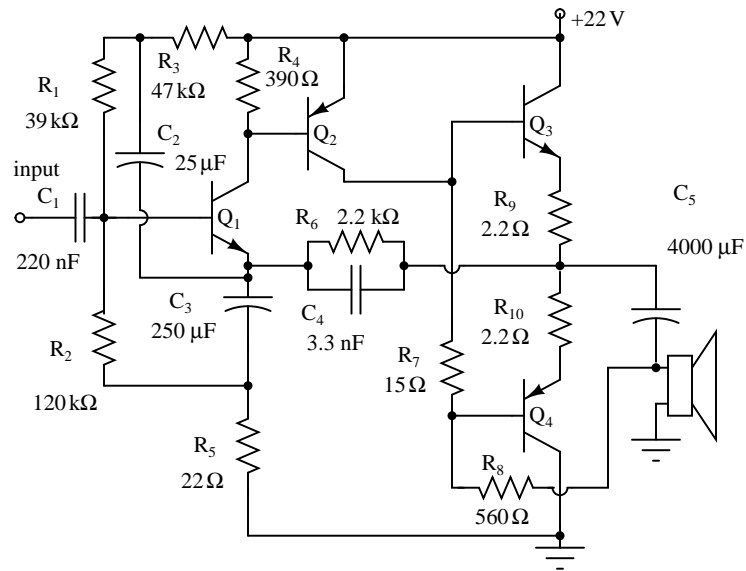 +22 V
R1
39 kΩ
R3
47 kΩ
R4
390 Ω
C2
25 μF
Q2
Q3
input
C1
220 nF
Q1
R6
2.2 kΩ
R9
2.2 Ω
C5
4000 μF
C3
250 μF
C4
3.3 nF
R10
2.2 Ω
R2
120 kΩ
R7
15 Ω
Q4
R5
22 Ω
R8
560 Ω